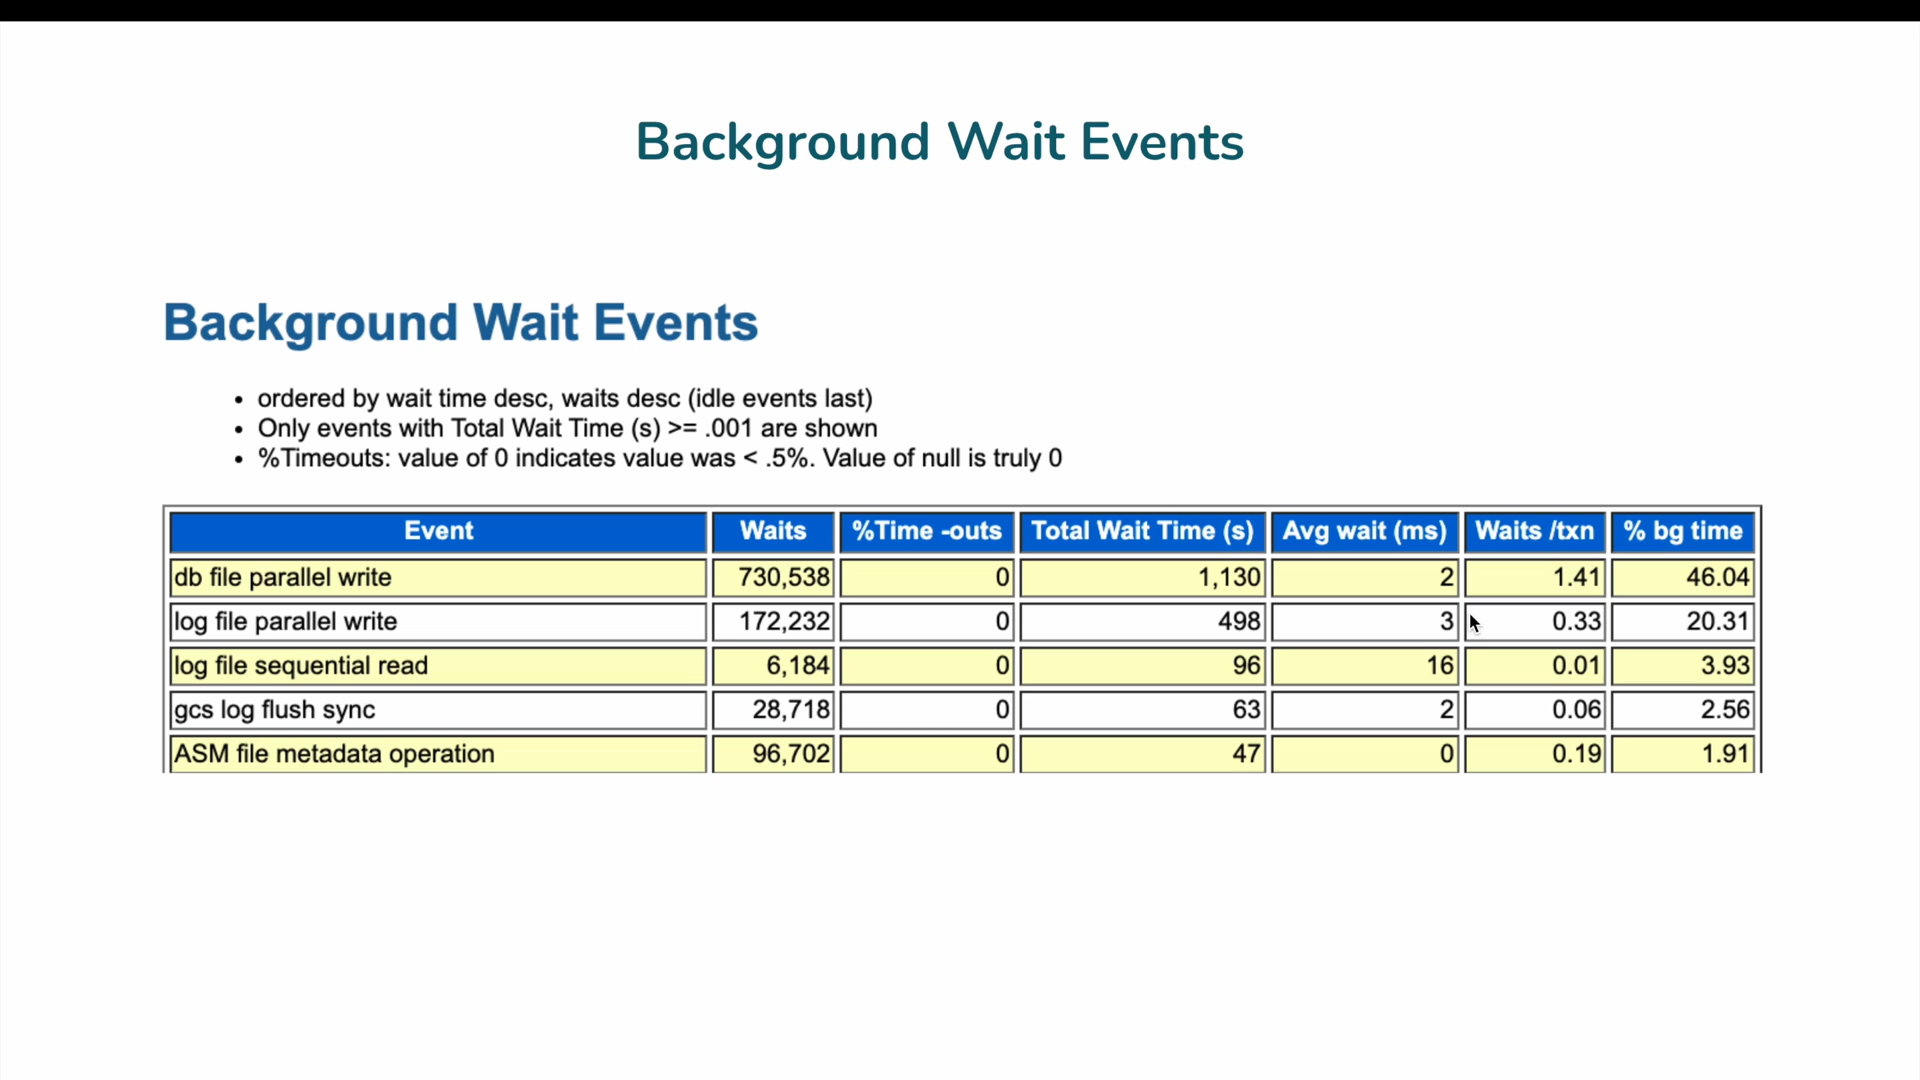 Background Wait Events
Background Wait Events
• ordered by wait time desc, waits desc (idle events last)
• Only events with Total Wait Time (s) >= .001 are shown
• %Timeouts: value of 0 indicates value was < .5%. Value of null is truly 0
Event Waits %Time -outs Total Wait Time (s) Avg wait (ms) Waits /txn % bg time
db file parallel write 730,538 0 1,130 2 1.41 46.04
log file parallel write 172,232 0 498 3 0.33 20.31
log file sequential read 6,184 0 96 16 0.01 3.93
gcs log flush sync 28,718 0 63 2 0.06 2.56
ASM file metadata operation 96,702 0 47 0 0.19 1.91